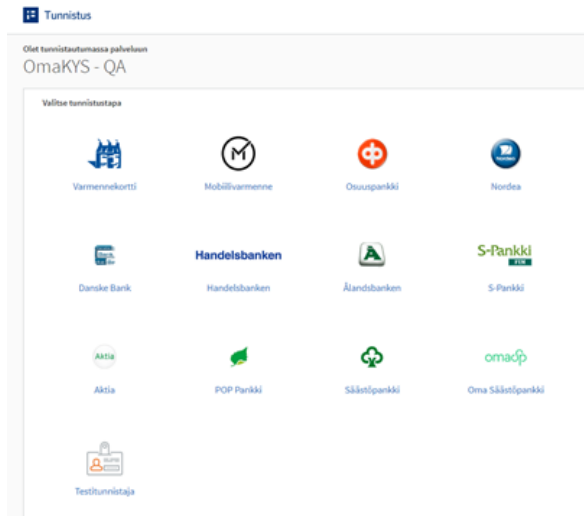 Tunnistus
Olet tunnistautumassa palveluun
OmaKYS - QA
Valitse tunnistustapa
Varmennekortti
Mobiilivarmenne
Osuuspankki
Nordea
Nordea
Danske Bank
Handelsbanken
Handelsbanken
Ålandsbanken
S-Pankki
S-Pankki
Aktia
Aktia
POP Pankki
Säästöpankki
omasp
Oma Säästöpankki
Testitunnistaja